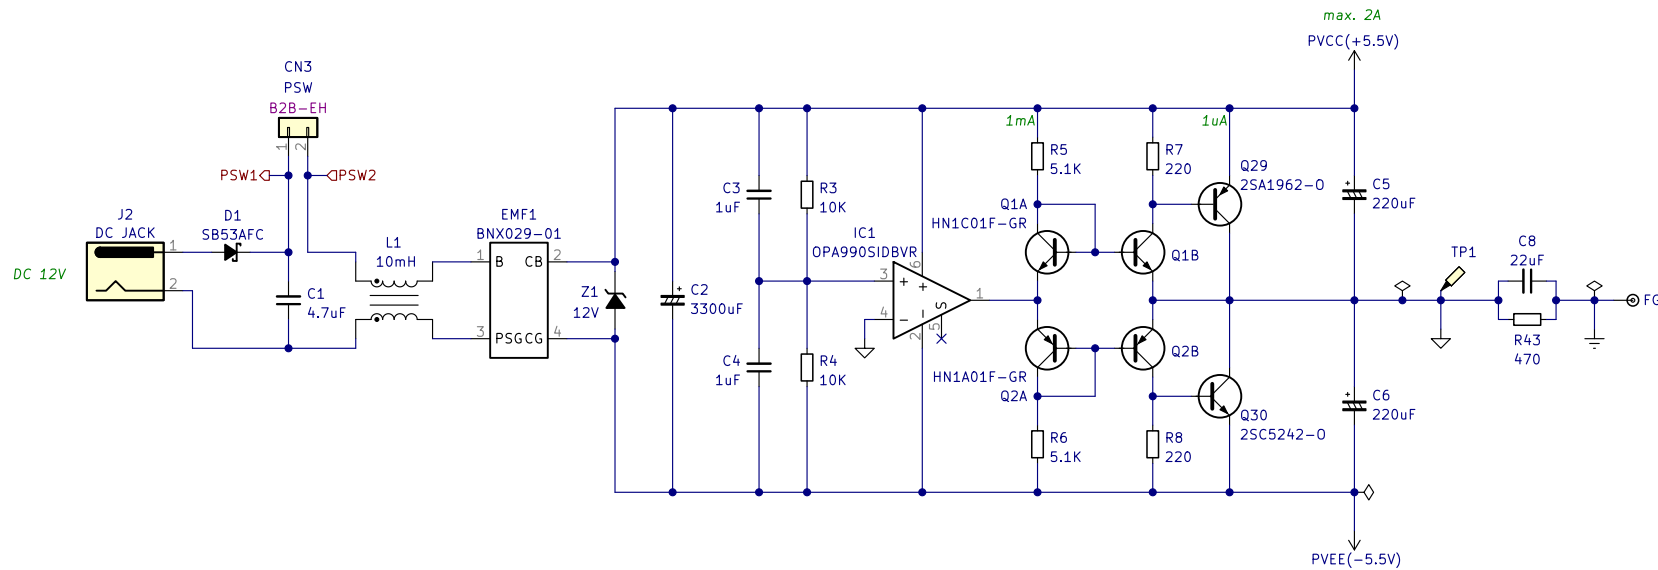 max. 2A
PVCC(+5.5V)
CN3
PSW
B2B-EH
1
2
PSW1
PSW2
J2
DC JACK
1
2
DC 12V
D1
SB53AFC
C1
4.7uF
L1
10mH
EMF1
BNX029-01
1 B CB 2
3 PSG CG 4
Z1
12V
C2
3300uF
C3
1uF
C4
1uF
R3
10K
R4
10K
IC1
OPA990SIDBVR
3
4
6
2
5
S
1
+
-
+
-
1mA
R5
5.1K
Q1A
HN1C01F-GR
Q1B
R7
220
1uA
Q29
2SA1962-O
HN1A01F-GR
Q2A
Q2B
R6
5.1K
R8
220
Q30
2SC5242-O
+
C5
220uF
+
C6
220uF
TP1
C8
22uF
R43
470
FG
PVEE(-5.5V)